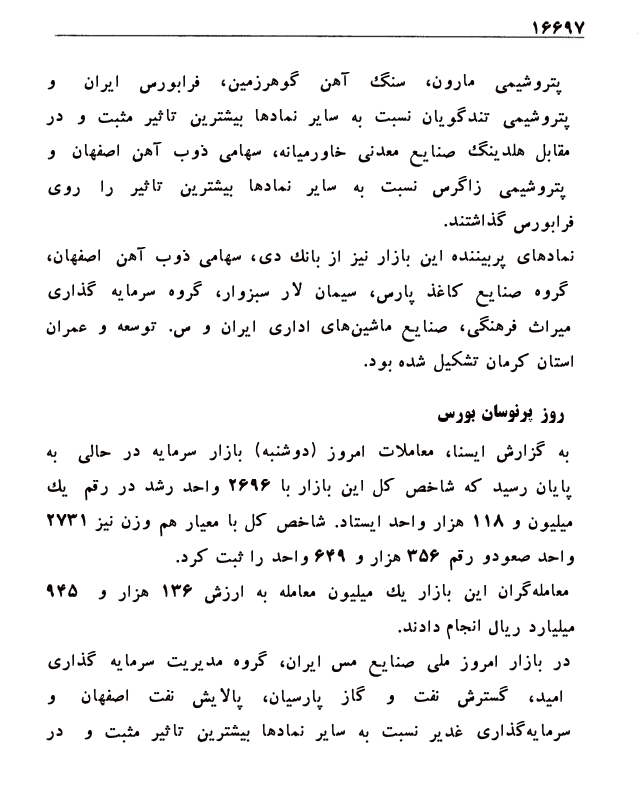 ۱۶۶۹۷
پتروشیمی مارون، سنگ آهن گوهرزمین، فرابورس ایران و
پتروشیمی تندگویان نسبت به سایر نمادها بیشترین تاثیر مثبت و در
مقابل هلدینگ صنایع معدنی خاورمیانه، سهامی ذوب آهن اصفهان و
پتروشیمی زاگرس نسبت به سایر نمادها بیشترین تاثیر را روی
فرابورس گذاشتند.
نمادهای پربیننده این بازار نیز از بانك دی، سهامی ذوب آهن اصفهان،
گروه صنایع کاغذ پارس، سیمان لار سبزوار، گروه سرمایه گذاری
میراث فرهنگی، صنایع ماشین‌های اداری ایران و س. توسعه و عمران
استان کرمان تشکیل شده بود.
روز پرنوسان بورس
به گزارش ایسنا، معاملات امروز (دوشنبه) بازار سرمایه در حالی به
پایان رسید که شاخص کل این بازار با ۲۶۹۶ واحد رشد در رقم یك
میلیون و ۱۱۸ هزار واحد ایستاد. شاخص کل با معیار هم وزن نیز ۲۷۳۱
واحد صعودو رقم ۳۵۶ هزار و ۶۴۹ واحد را ثبت کرد.
معامله‌گران این بازار یك میلیون معامله به ارزش ۱۳۶ هزار و ۹۴۵
میلیارد ریال انجام دادند.
در بازار امروز ملی صنایع مس ایران، گروه مدیریت سرمایه گذاری
امید، گسترش نفت و گاز پارسیان، پالایش نفت اصفهان و
سرمایه‌گذاری غدیر نسبت به سایر نمادها بیشترین تاثیر مثبت و در